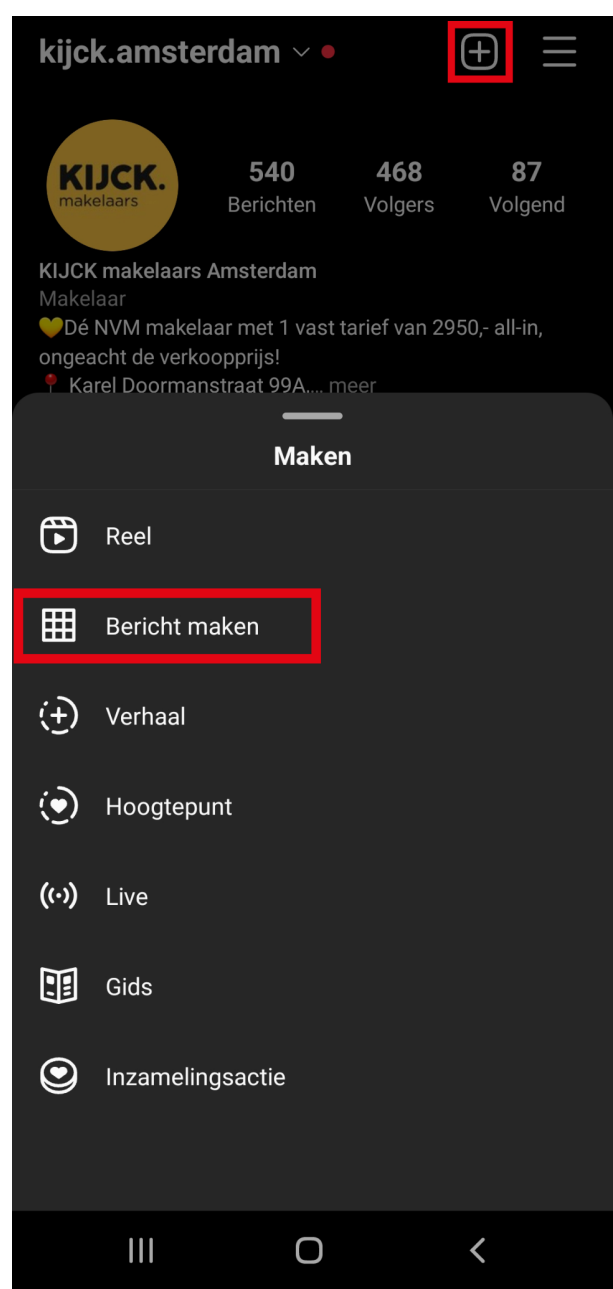 kijck.amsterdam
KIJCK.
makelaars
540
Berichten
468
Volgers
87
Volgend
KIJCK makelaars Amsterdam
Makelaar
💛Dé NVM makelaar met 1 vast tarief van 2950,- all-in,
ongeacht de verkoopprijs!
📍 Karel Doormanstraat 99A,... meer
Maken
Reel
Bericht maken
Verhaal
Hoogtepunt
Live
Gids
Inzamelingsactie